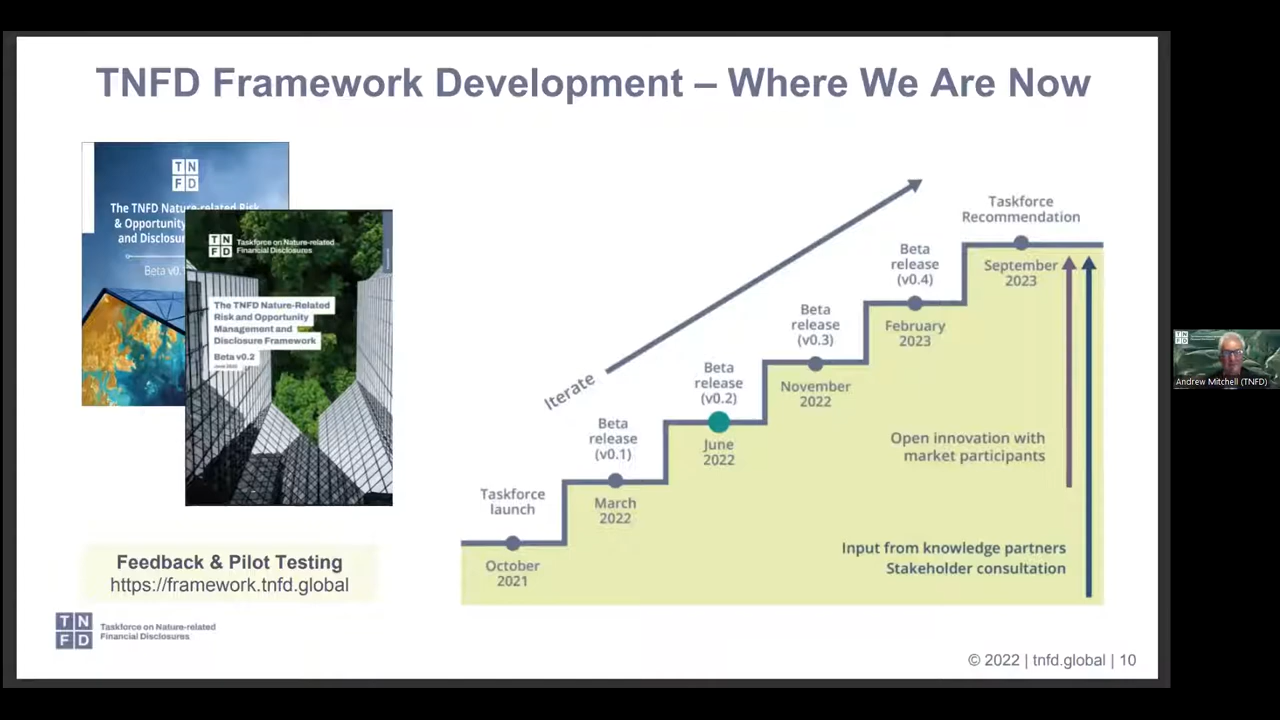 TNFD Framework Development – Where We Are Now
T N
F D
The TNFD Nature-related Risk
& Opportunity
and Disclosur
Beta v0.
T N
F D
Taskforce on Nature-related
Financial Disclosures
The TNFD Nature-Related
Risk and Opportunity
Management and
Disclosure Framework
Beta v0.2
June 2022
Feedback & Pilot Testing
https://framework.tnfd.global
T N
F D
Taskforce on Nature-related
Financial Disclosures
Iterate
Taskforce
launch
October
2021
Beta
release
(v0.1)
March
2022
Beta
release
(v0.2)
June
2022
Beta
release
(v0.3)
November
2022
Beta
release
(v0.4)
February
2023
Taskforce
Recommendation
September
2023
Open innovation with
market participants
Input from knowledge partners
Stakeholder consultation
© 2022 | tnfd.global | 10
Andrew Mitchell (TNFD)